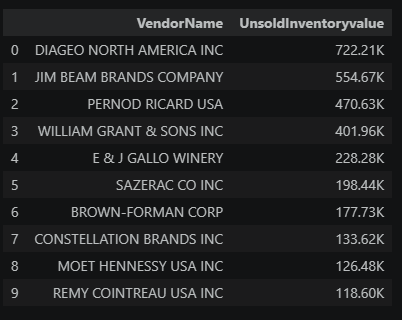 VendorName UnsoldInventoryvalue
0 DIAGEO NORTH AMERICA INC 722.21K
1 JIM BEAM BRANDS COMPANY 554.67K
2 PERNOD RICARD USA 470.63K
3 WILLIAM GRANT & SONS INC 401.96K
4 E & J GALLO WINERY 228.28K
5 SAZERAC CO INC 198.44K
6 BROWN-FORMAN CORP 177.73K
7 CONSTELLATION BRANDS INC 133.62K
8 MOET HENNESSY USA INC 126.48K
9 REMY COINTREAU USA INC 118.60K